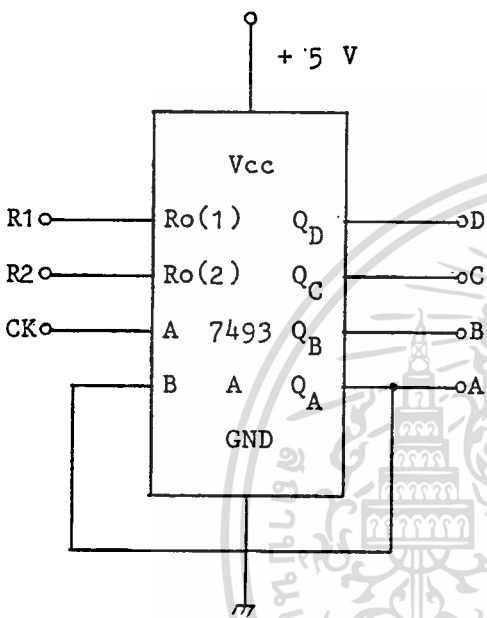 + 5 V
Vcc
R1 Ro(1) QD D
R2 Ro(2) QC C
CK A 7493 QB B
B A QA A
GND